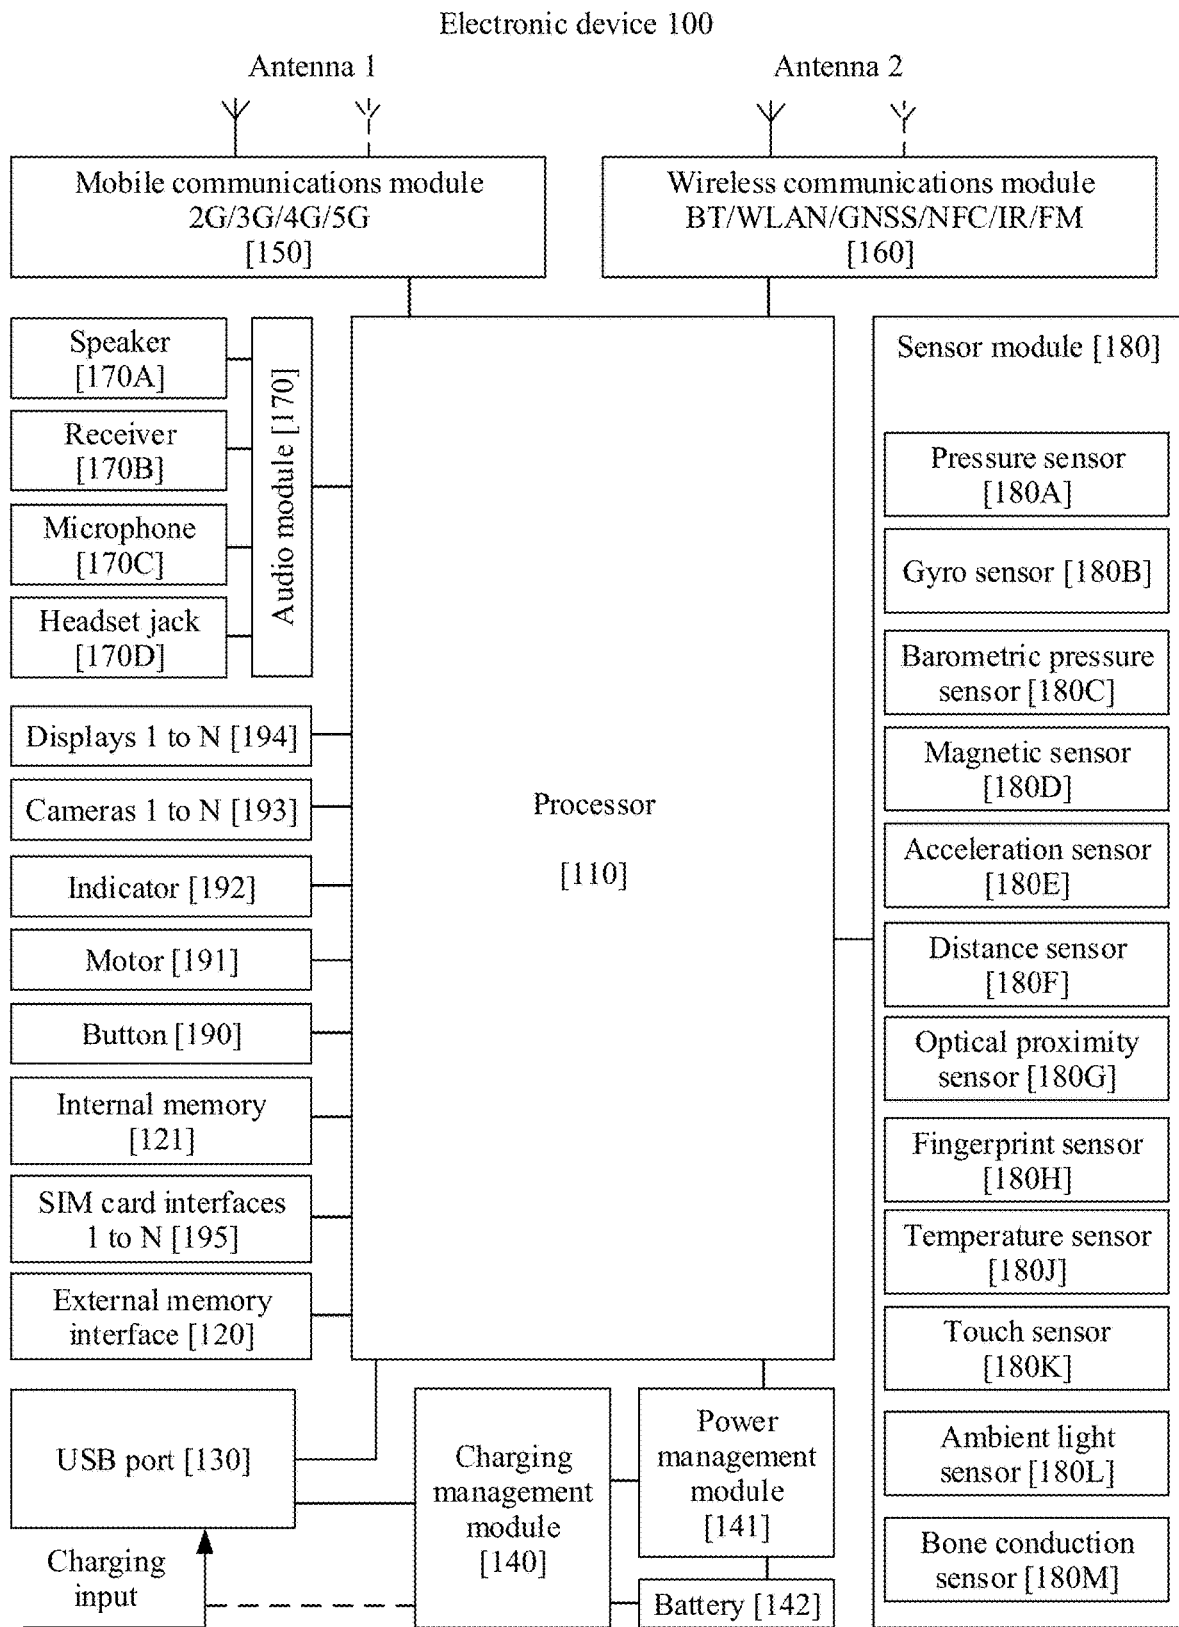 Electronic device 100
Antenna 1
Antenna 2
Mobile communications module
2G/3G/4G/5G
[150]
Wireless communications module
BT/WLAN/GNSS/NFC/IR/FM
[160]
Speaker
[170A]
Receiver
[170B]
Microphone
[170C]
Headset jack
[170D]
Audio module [170]
Displays 1 to N [194]
Cameras 1 to N [193]
Indicator [192]
Motor [191]
Button [190]
Internal memory
[121]
SIM card interfaces
1 to N [195]
External memory
interface [120]
Processor
[110]
Sensor module [180]
Pressure sensor
[180A]
Gyro sensor [180B]
Barometric pressure
sensor [180C]
Magnetic sensor
[180D]
Acceleration sensor
[180E]
Distance sensor
[180F]
Optical proximity
sensor [180G]
Fingerprint sensor
[180H]
Temperature sensor
[180J]
Touch sensor
[180K]
Ambient light
sensor [180L]
Bone conduction
sensor [180M]
USB port [130]
Charging
input
Charging
management
module
[140]
Power
management
module
[141]
Battery [142]